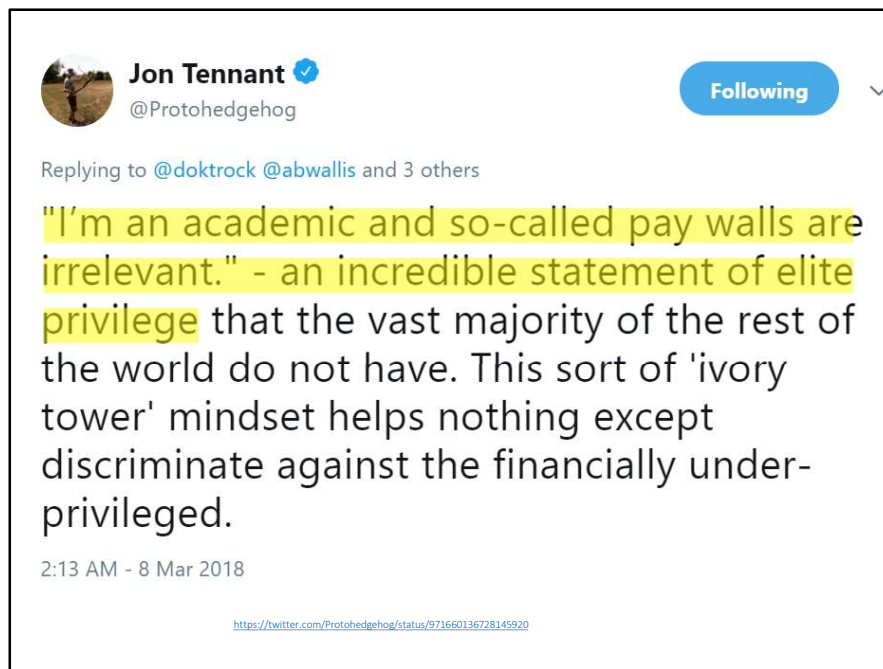 Jon Tennant
@Protohedgehog
Following
Replying to @doktrock @abwallis and 3 others
"I’m an academic and so-called pay walls are
irrelevant." - an incredible statement of elite
privilege that the vast majority of the rest of
the world do not have. This sort of 'ivory
tower' mindset helps nothing except
discriminate against the financially under-
privileged.
2:13 AM - 8 Mar 2018
https://twitter.com/Protohedgehog/status/971660136728145920